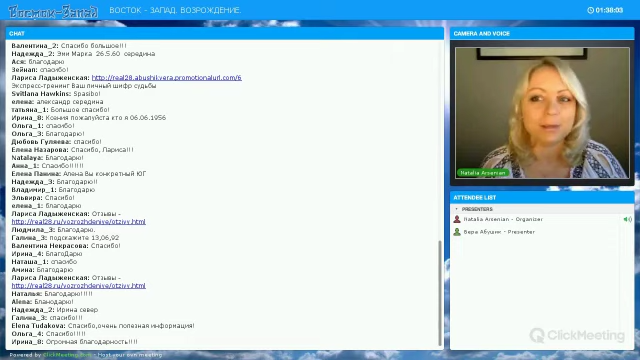 Восток-Запад ВОСТОК – ЗАПАД. ВОЗРОЖДЕНИЕ. 01:38:03
CHAT
Валентина_2: Спасибо большое!!!
Надежда_2: Эми Марка  26.5.60  середина
Ася: благодарю
Зейнап: спасибо!
Лариса Ладыженская: http://real28.abushiivera.promotionalurl.com/6
Экспресс-тренинг Ваш личный шифр судьбы
Svitlana Hawkins: Spasibo!
елена: александр середина
татьяна_1: Большое спасибо!
Ирина_8: Ксения пожалуйста кто я 06.06.1956
Ольга_1: спасибо!
Ольга_3: Благодарю!
Любовь Гуляева: спасибо!
Елена Назарова: Спасибо, Лариса!!!
Natalaya: Благодарю!
Анна_1: Спасибо!!!!!!
Елена Панина: Алена Вы конкретный ЮГ
Надежда_3: Благодарю!!
Владимир_1: Благодарю!
Эльвира: Спасибо!
елена_1: благодарю
Лариса Ладыженская: Отзывы -
http://real28.ru/vozrozhdeniye/otzivy.html
Людмила_3: Благодарю.
Галина_3: подскажите 13,06,92
Валентина Некрасова: Спасибо!
Ирина_4: БлагоДарю
Наташа_1: спасибо
Амина: Благодарю
Лариса Ладыженская: Отзывы -
http://real28.ru/vozrozhdeniye/otzivy.html
Наталья: Благодарю!!!!!
Alena: Бланодарю!
Надежда_2: Ирина север
Галина_3: спасибо!!!
Elena Tudakova: Спасибо,очень полезная информация!
Ольга_4: Спасибо!!!!!
Ирина_8: Огромная благодарность!!!!
Powered by ClickMeeting.com - Host your own meeting
CAMERA AND VOICE
Natalia Arsenian
ATTENDEE LIST
PRESENTERS
Natalia Arsenian - Organizer
Вера Абушик - Presenter
ClickMeeting